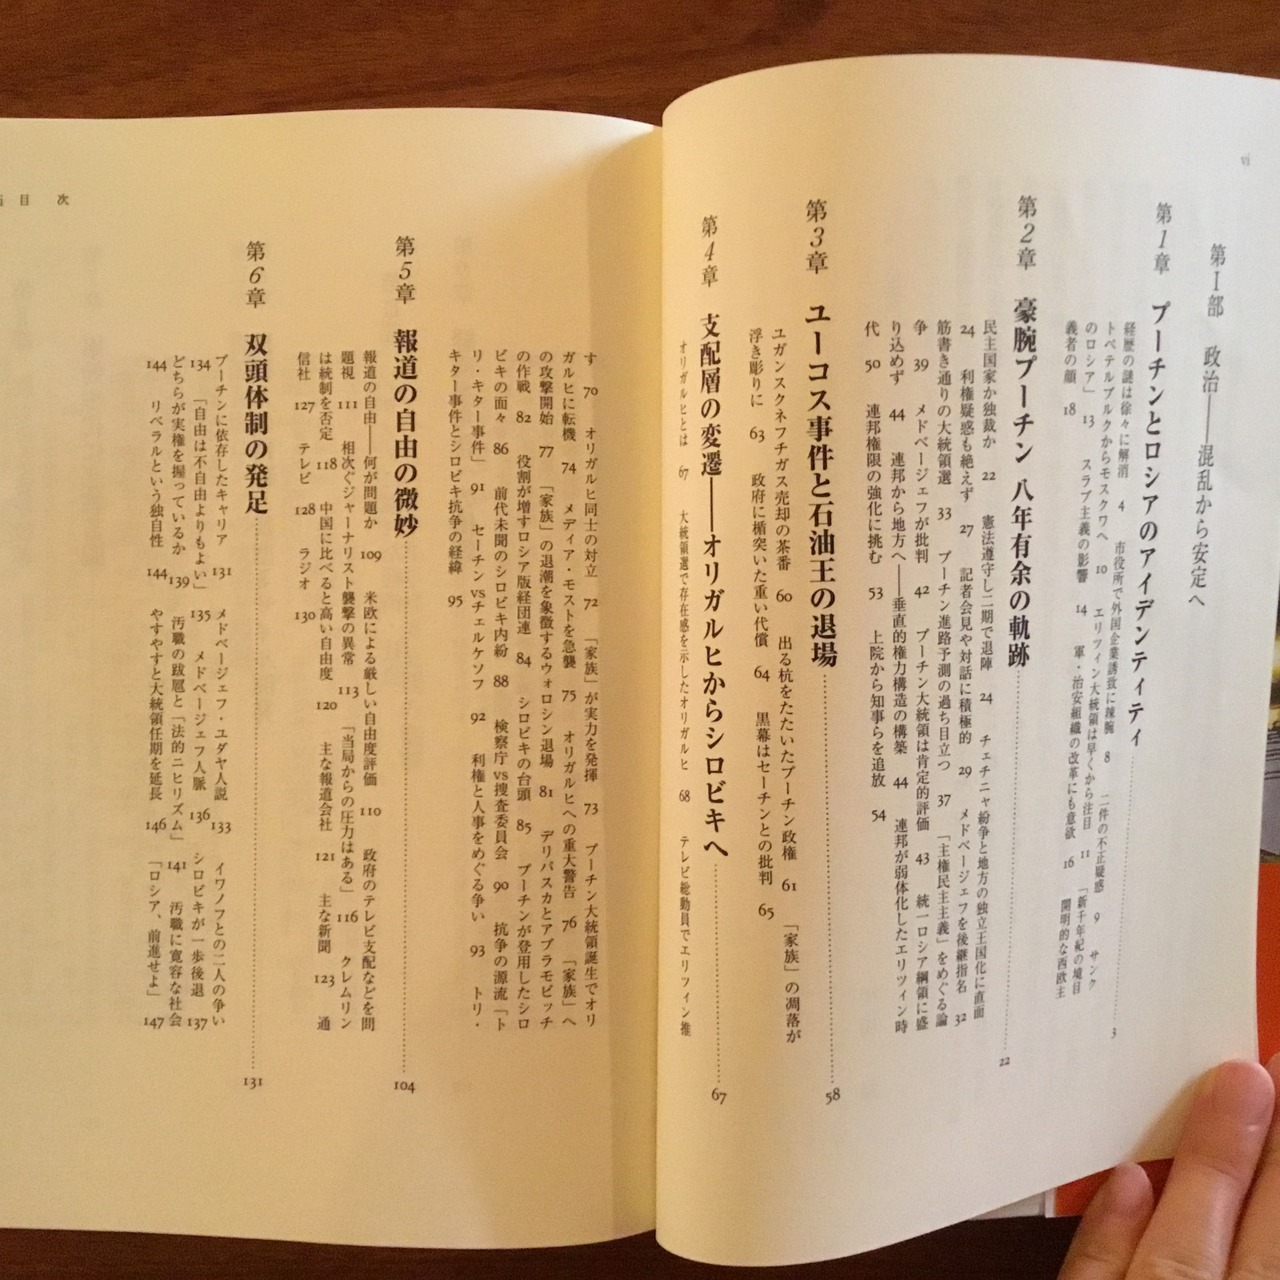 vi
第I部 政治――混乱から安定へ
第1章 プーチンとロシアのアイデンティティ 3
経歴の謎は徐々に解消 4 市役所で外国企業誘致に辣腕 8 二件の不正疑惑 9 サンク
トペテルブルクからモスクワへ 10 エリツィン大統領は早くから注目 11 「新千年紀の境目
のロシア」 13 スラブ主義の影響 14 軍・治安組織の改革にも意欲 16 開明的な西欧主
義者の顔 18
第2章 豪腕プーチン 八年有余の軌跡 22
民主国家か独裁か 22 憲法遵守し二期で退陣 24 チェチェニャ紛争と地方の独立王国化に直面
24 利権疑惑も絶えず 27 記者会見や対話に積極的 29 メドベージェフを後継指名 32
筋書き通りの大統領選 33 プーチン進路予測の過ち目立つ 37 「主権民主主義」をめぐる論
争 39 メドベージェフが批判 42 プーチン大統領は肯定的評価 43 統一ロシア綱領に盛
り込めず 44 連邦から地方へ――垂直的権力構造の構築 44 連邦が弱体化したエリツィン時
代 50 連邦権限の強化に挑む 53 上院から知事らを追放 54
第3章 ユーコス事件と石油王の退場 58
ユガンスクネフチガス売却の茶番 60 出る杭をたたいたプーチン政権 61 「家族」の凋落が
浮き彫りに 63 政府に楯突いた重い代償 64 黒幕はセーチンとの批判 65
第4章 支配層の変遷――オリガルヒからシロビキへ 67
オリガルヒとは 67 大統領選で存在感を示したオリガルヒ 68 テレビ総動員でエリツィン推
す 70 オリガルヒ同士の対立 72 「家族」が実力を発揮 73 プーチン大統領誕生でオリ
ガルヒに転機 74 メディア・モストを急襲 75 オリガルヒへの重大警告 76 「家族」へ
の攻撃開始 77 「家族」の退潮を象徴するウォロシン退場 81 デリパスカとアブラモビッチ
の作戦 82 役割が増すロシア版経団連 84 シロビキの台頭 85 プーチンが登用したシロ
ビキの面々 86 前代未聞のシロビキ内紛 88 検察庁vs捜査委員会 90 抗争の源流「ト
リ・キター事件」 91 セーチンvsチェルケソフ 92 利権と人事をめぐる争い 93 トリ・
キター事件とシロビキ抗争の経緯 95
第5章 報道の自由の微妙 104
報道の自由――何が問題か 109 米欧による厳しい自由度評価 110 政府のテレビ支配などを問
題視 111 相次ぐジャーナリスト襲撃の異常 113 「当局からの圧力はある」 116 クレムリン
は統制を否定 118 中国に比べると高い自由度 120 主な報道会社 121 主な新聞 123 通
信社 127 テレビ 128 ラジオ 130
第6章 双頭体制の発足 131
プーチンに依存したキャリア 131 メドベージェフ・ユダヤ人説 133 イワノフとの二人の争い
134 「自由は不自由よりもよい」 135 メドベージェフ人脈 136 シロビキが一歩後退 137
どちらが実権を握っているか 139 汚職の跋扈と「法的ニヒリズム」 141 汚職に寛容な社会
144 リベラルという独自性 144 やすやすと大統領任期を延長 146 「ロシア、前進せよ」 147
目 次